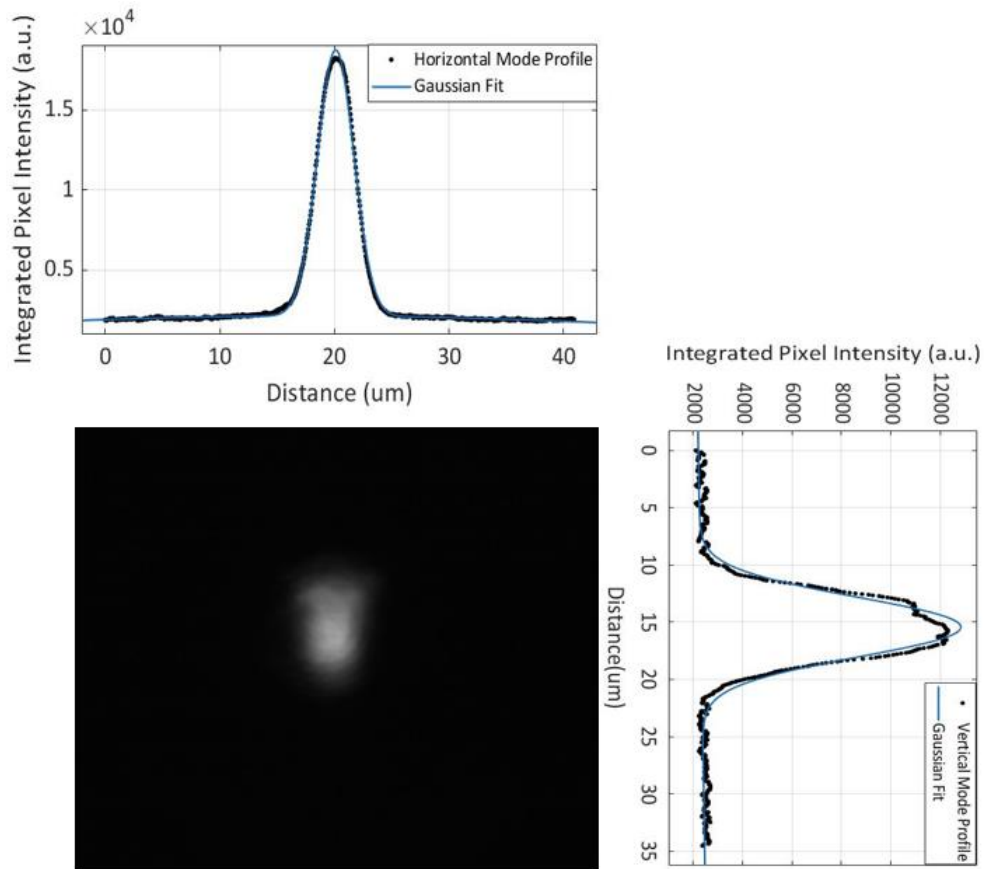 ×10⁴
Integrated Pixel Intensity (a.u.)
1.5
1
0.5
Horizontal Mode Profile
Gaussian Fit
0 10 20 30 40
Distance (um)
Integrated Pixel Intensity (a.u.)
2000 4000 6000 8000 10000 12000
0
5
10
15
20
25
30
35
Distance(um)
Vertical Mode Profile
Gaussian Fit